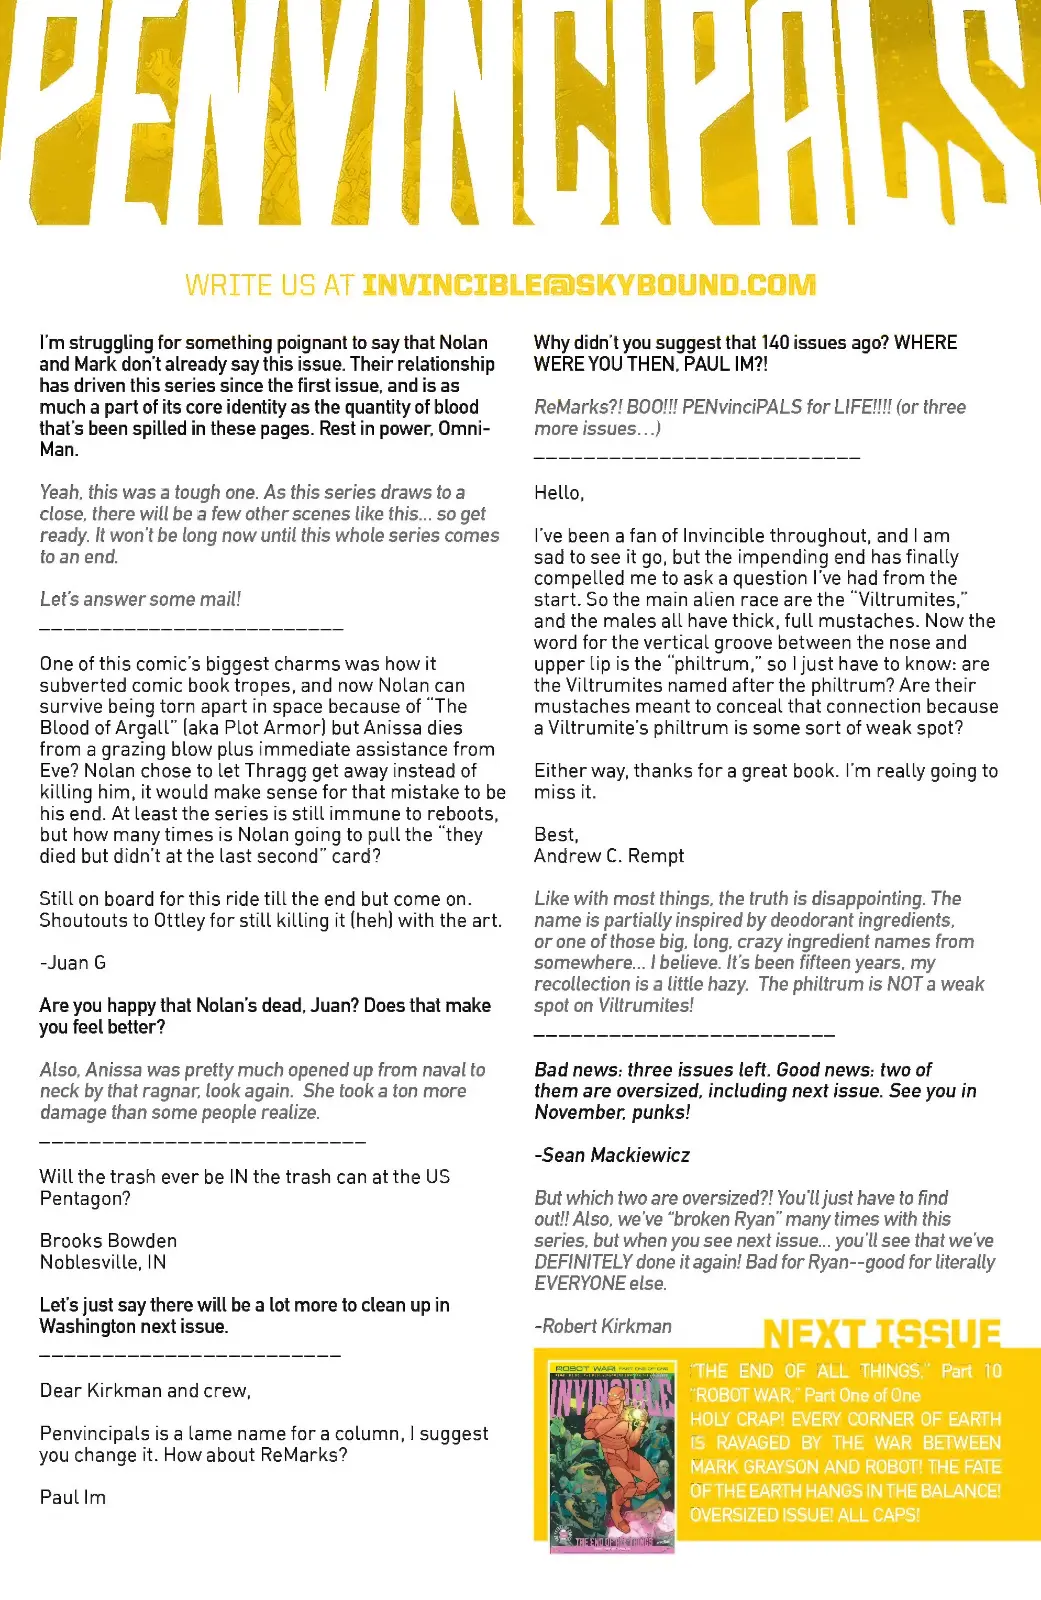 PENVINCIPALS
WRITE US AT INVINCIBLE@SKYBOUND.COM
I'm struggling for something poignant to say that Nolan
and Mark don't already say this issue. Their relationship
has driven this series since the first issue, and is as
much a part of its core identity as the quantity of blood
that's been spilled in these pages. Rest in power, Omni-
Man.
Yeah, this was a tough one. As this series draws to a
close, there will be a few other scenes like this... so get
ready. It won't be long now until this whole series comes
to an end.
Let's answer some mail!
One of this comic's biggest charms was how it
subverted comic book tropes, and now Nolan can
survive being torn apart in space because of "The
Blood of Argall" (aka Plot Armor) but Anissa dies
from a grazing blow plus immediate assistance from
Eve? Nolan chose to let Thragg get away instead of
killing him, it would make sense for that mistake to be
his end. At least the series is still immune to reboots,
but how many times is Nolan going to pull the "they
died but didn't at the last second" card?
Still on board for this ride till the end but come on.
Shoutouts to Ottley for still killing it (heh) with the art.
-Juan G
Are you happy that Nolan's dead, Juan? Does that make
you feel better?
Also, Anissa was pretty much opened up from naval to
neck by that ragnar, look again.  She took a ton more
damage than some people realize.
Will the trash ever be IN the trash can at the US
Pentagon?
Brooks Bowden
Noblesville, IN
Let's just say there will be a lot more to clean up in
Washington next issue.
Dear Kirkman and crew,
Penvincipals is a lame name for a column, I suggest
you change it. How about ReMarks?
Paul Im
Why didn't you suggest that 140 issues ago? WHERE
WERE YOU THEN, PAUL IM?!
ReMarks?! BOO!!! PENvinciPALS for LIFE!!!! (or three
more issues...)
Hello,
I've been a fan of Invincible throughout, and I am
sad to see it go, but the impending end has finally
compelled me to ask a question I've had from the
start. So the main alien race are the "Viltrumites,"
and the males all have thick, full mustaches. Now the
word for the vertical groove between the nose and
upper lip is the "philtrum," so I just have to know: are
the Viltrumites named after the philtrum? Are their
mustaches meant to conceal that connection because
a Viltrumite's philtrum is some sort of weak spot?
Either way, thanks for a great book. I'm really going to
miss it.
Best,
Andrew C. Rempt
Like with most things, the truth is disappointing. The
name is partially inspired by deodorant ingredients,
or one of those big, long, crazy ingredient names from
somewhere... I believe. It's been fifteen years, my
recollection is a little hazy.  The philtrum is NOT a weak
spot on Viltrumites!
Bad news: three issues left. Good news: two of
them are oversized, including next issue. See you in
November, punks!
-Sean Mackiewicz
But which two are oversized?! You'll just have to find
out!! Also, we've "broken Ryan" many times with this
series, but when you see next issue... you'll see that we've
DEFINITELY done it again! Bad for Ryan--good for literally
EVERYONE else.
-Robert Kirkman
NEXT ISSUE
ROBOT WAR! PART ONE OF ONE
INVINCIBLE
THE END OF ALL THINGS
"THE END OF ALL THINGS," Part 10
"ROBOT WAR," Part One of One
HOLY CRAP! EVERY CORNER OF EARTH
IS RAVAGED BY THE WAR BETWEEN
MARK GRAYSON AND ROBOT! THE FATE
OF THE EARTH HANGS IN THE BALANCE!
OVERSIZED ISSUE! ALL CAPS!